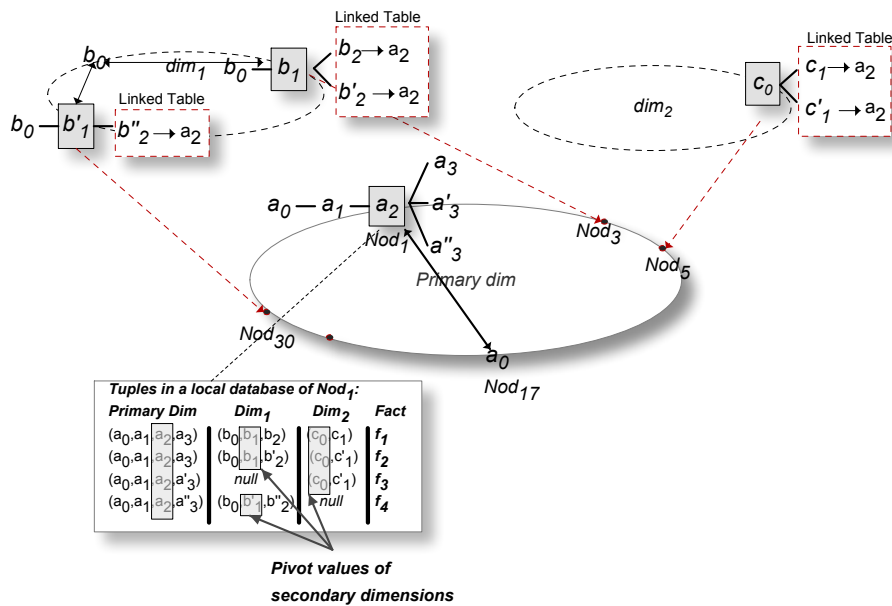 Linked Table
b0 dim1 b0 b1 b2 → a2
b'2 → a2
Linked Table
b0 b'1 b''2 → a2
Linked Table
dim2 c0 c1 → a2
c'1 → a2
a3
a0 a1 a2 a'3
Nod1 a''3
Nod3
Nod5
Primary dim
Nod30
a0
Nod17
Tuples in a local database of Nod1:
Primary Dim Dim1 Dim2 Fact
(a0,a1,a2,a3) (b0,b1,b2) (c0,c1) f1
(a0,a1,a2,a3) (b0,b1,b'2) (c0,c'1) f2
(a0,a1,a2,a'3) null (c0,c'1) f3
(a0,a1,a2,a''3) (b0,b'1,b''2) null f4
Pivot values of
secondary dimensions